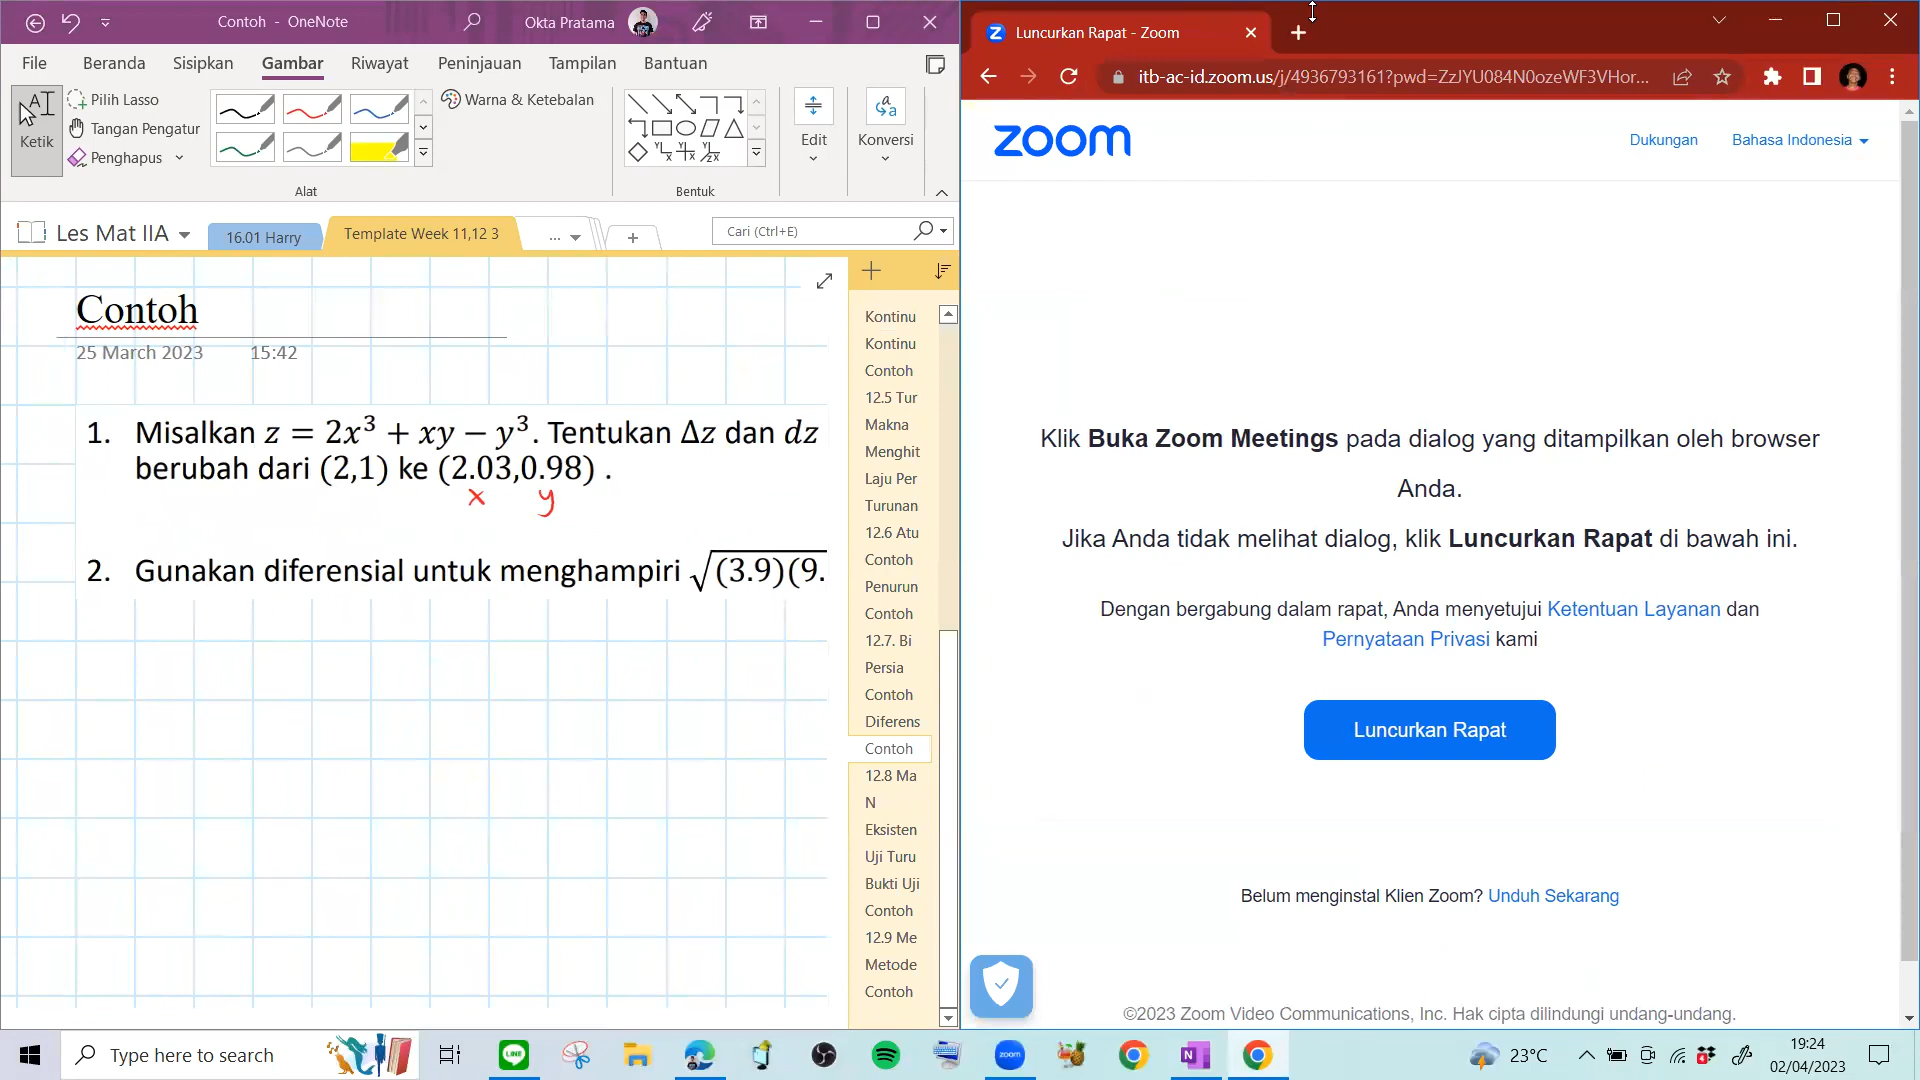 Contoh - OneNote
Okta Pratama
File Beranda Sisipkan Gambar Riwayat Peninjauan Tampilan Bantuan
Ketik
Pilih Lasso
Tangan Pengatur
Penghapus
Alat
Warna & Ketebalan
Bentuk
Edit
Konversi
Les Mat IIA
16.01 Harry
Template Week 11,12 3
...
Cari (Ctrl+E)
Contoh
25 March 2023 15:42
1. Misalkan z = 2x³ + xy − y³. Tentukan Δz dan dz
berubah dari (2,1) ke (2.03,0.98) .
x y
2. Gunakan diferensial untuk menghampiri √(3.9)(9.
Kontinu
Kontinu
Contoh
12.5 Tur
Makna
Menghit
Laju Per
Turunan
12.6 Atu
Contoh
Penurun
Contoh
12.7. Bi
Persia
Contoh
Diferens
Contoh
12.8 Ma
N
Eksisten
Uji Turu
Bukti Uji
Contoh
12.9 Me
Metode
Contoh
Luncurkan Rapat - Zoom
itb-ac-id.zoom.us/j/4936793161?pwd=ZzJYU084N0ozeWF3VHor...
zoom
Dukungan
Bahasa Indonesia
Klik Buka Zoom Meetings pada dialog yang ditampilkan oleh browser
Anda.
Jika Anda tidak melihat dialog, klik Luncurkan Rapat di bawah ini.
Dengan bergabung dalam rapat, Anda menyetujui Ketentuan Layanan dan
Pernyataan Privasi kami
Luncurkan Rapat
Belum menginstal Klien Zoom? Unduh Sekarang
©2023 Zoom Video Communications, Inc. Hak cipta dilindungi undang-undang.
Type here to search
LINE
zoom
23°C
19:24
02/04/2023